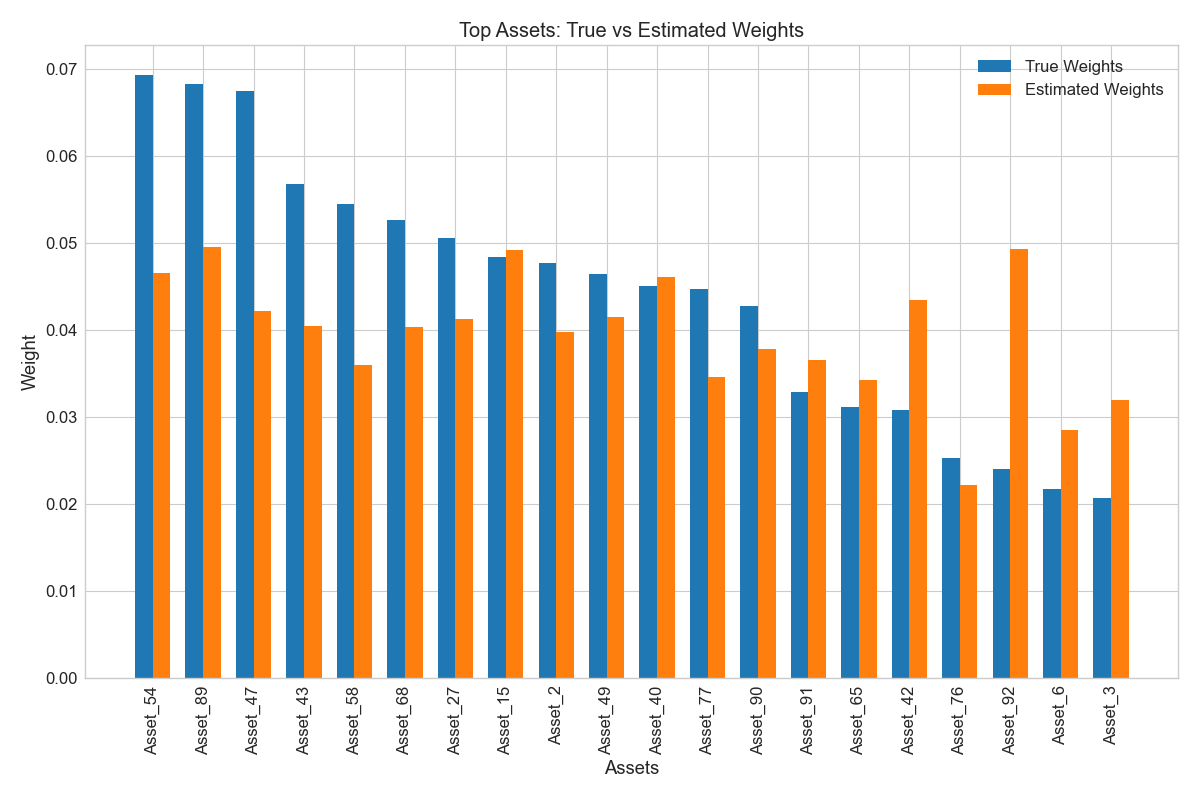 Top Assets: True vs Estimated Weights
True Weights
Estimated Weights
Weight
0.07
0.06
0.05
0.04
0.03
0.02
0.01
0.00
Asset_54
Asset_89
Asset_47
Asset_43
Asset_58
Asset_68
Asset_27
Asset_15
Asset_2
Asset_49
Asset_40
Asset_77
Asset_90
Asset_91
Asset_65
Asset_42
Asset_76
Asset_92
Asset_6
Asset_3
Assets